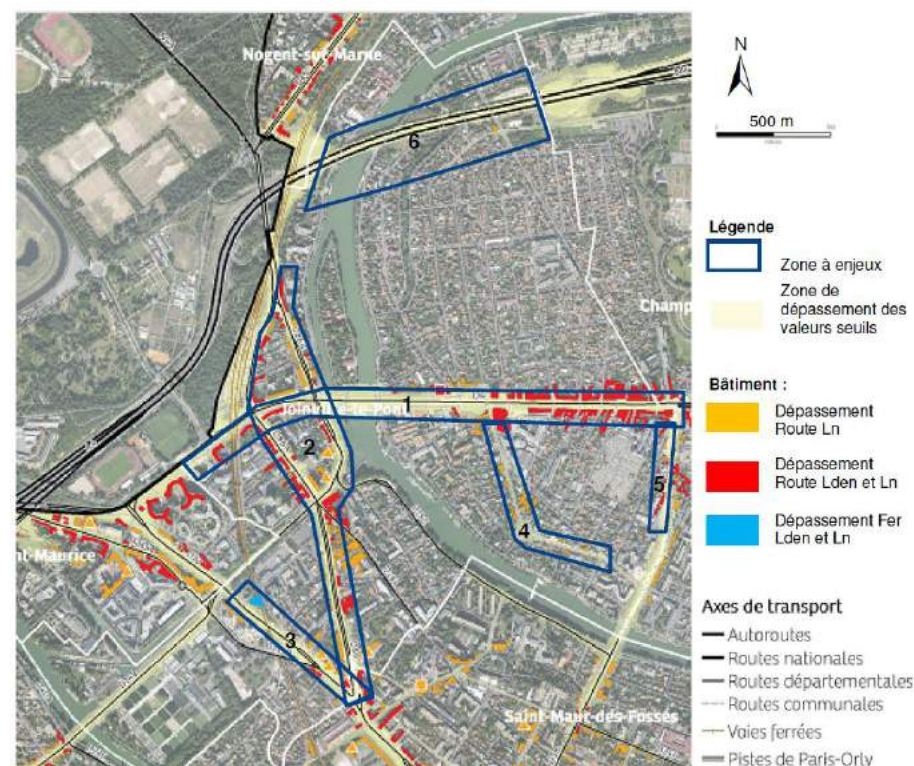 Nogent-sur-Marne
6
Champ
1
Joinville-le-Pont
2
5
4
nt-Maurice
3
Saint-Maur-des-Fossés
N
500 m
Légende
Zone à enjeux
Zone de
dépassement des
valeurs seuils
Bâtiment :
Dépassement
Route Ln
Dépassement
Route Lden et Ln
Dépassement Fer
Lden et Ln
Axes de transport
Autoroutes
Routes nationales
Routes départementales
Routes communales
Voies ferrées
Pistes de Paris-Orly